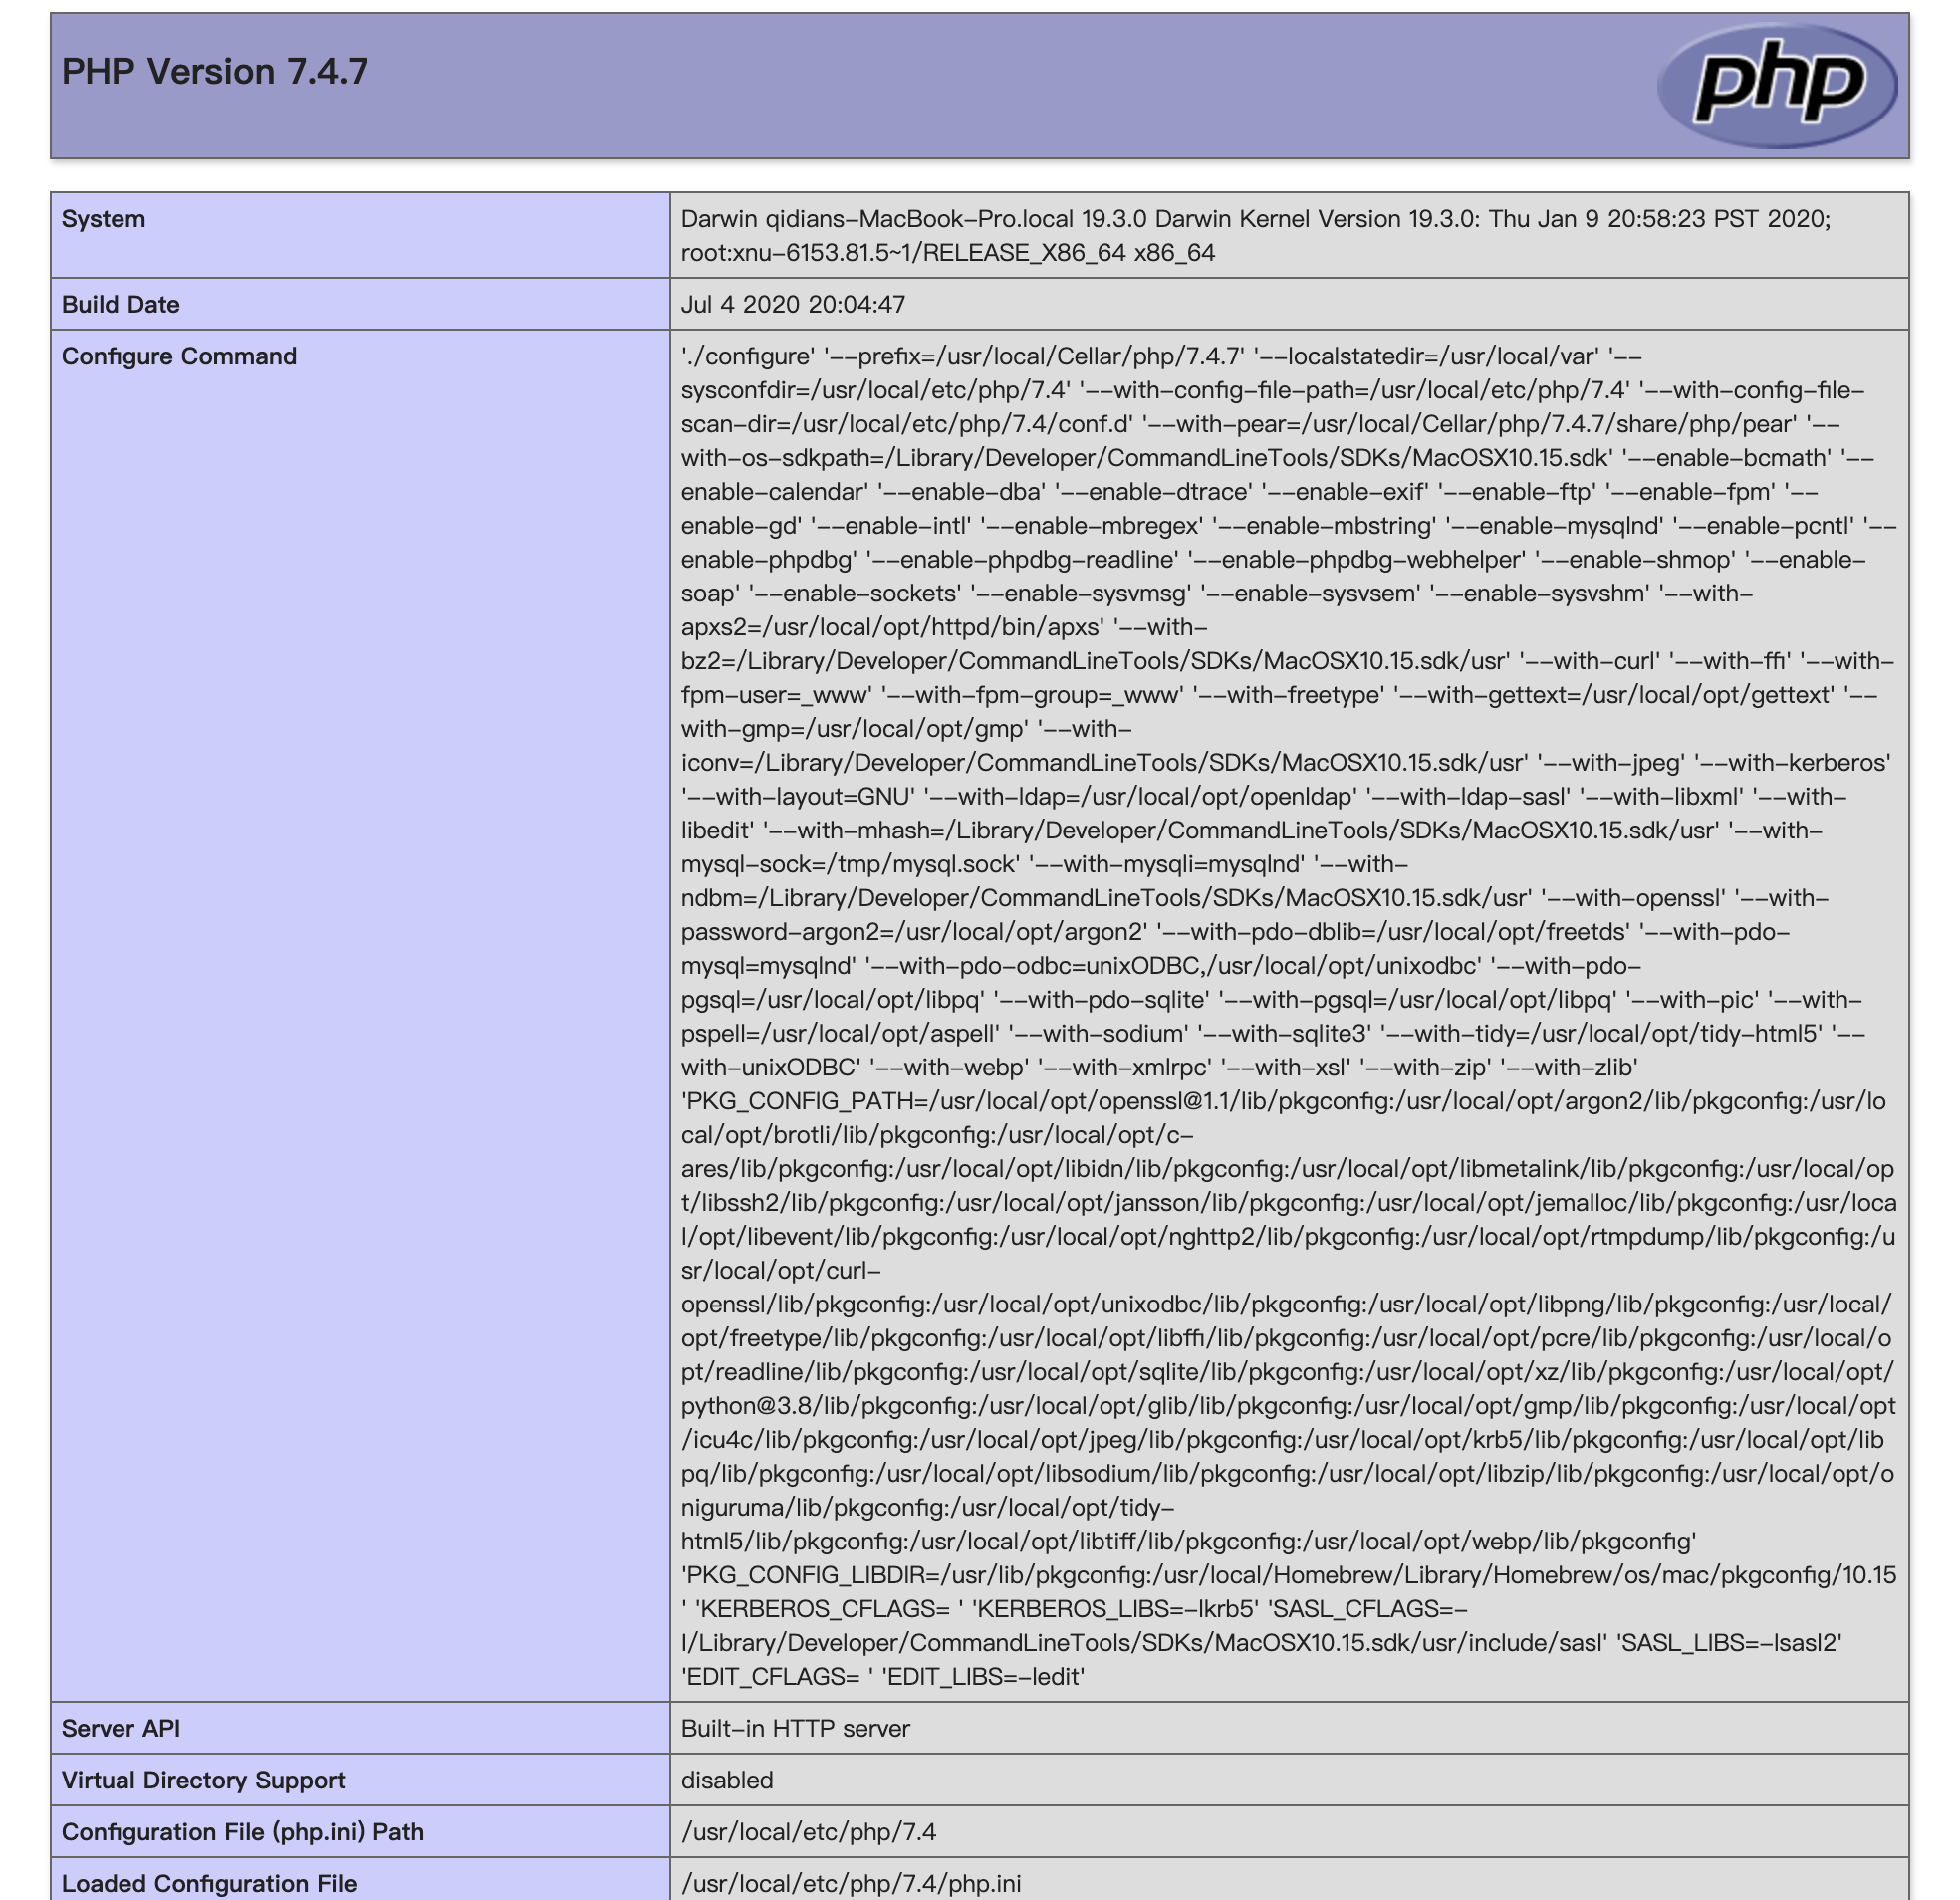 PHP Version 7.4.7
php
System
Darwin qidians-MacBook-Pro.local 19.3.0 Darwin Kernel Version 19.3.0: Thu Jan 9 20:58:23 PST 2020;
root:xnu-6153.81.5~1/RELEASE_X86_64 x86_64
Build Date
Jul 4 2020 20:04:47
Configure Command
'./configure' '--prefix=/usr/local/Cellar/php/7.4.7' '--localstatedir=/usr/local/var' '--
sysconfdir=/usr/local/etc/php/7.4' '--with-config-file-path=/usr/local/etc/php/7.4' '--with-config-file-
scan-dir=/usr/local/etc/php/7.4/conf.d' '--with-pear=/usr/local/Cellar/php/7.4.7/share/php/pear' '--
with-os-sdkpath=/Library/Developer/CommandLineTools/SDKs/MacOSX10.15.sdk' '--enable-bcmath' '--
enable-calendar' '--enable-dba' '--enable-dtrace' '--enable-exif' '--enable-ftp' '--enable-fpm' '--
enable-gd' '--enable-intl' '--enable-mbregex' '--enable-mbstring' '--enable-mysqlnd' '--enable-pcntl' '--
enable-phpdbg' '--enable-phpdbg-readline' '--enable-phpdbg-webhelper' '--enable-shmop' '--enable-
soap' '--enable-sockets' '--enable-sysvmsg' '--enable-sysvsem' '--enable-sysvshm' '--with-
apxs2=/usr/local/opt/httpd/bin/apxs' '--with-
bz2=/Library/Developer/CommandLineTools/SDKs/MacOSX10.15.sdk/usr' '--with-curl' '--with-ffi' '--with-
fpm-user=_www' '--with-fpm-group=_www' '--with-freetype' '--with-gettext=/usr/local/opt/gettext' '--
with-gmp=/usr/local/opt/gmp' '--with-
iconv=/Library/Developer/CommandLineTools/SDKs/MacOSX10.15.sdk/usr' '--with-jpeg' '--with-kerberos'
'--with-layout=GNU' '--with-ldap=/usr/local/opt/openldap' '--with-ldap-sasl' '--with-libxml' '--with-
libedit' '--with-mhash=/Library/Developer/CommandLineTools/SDKs/MacOSX10.15.sdk/usr' '--with-
mysql-sock=/tmp/mysql.sock' '--with-mysqli=mysqlnd' '--with-
ndbm=/Library/Developer/CommandLineTools/SDKs/MacOSX10.15.sdk/usr' '--with-openssl' '--with-
password-argon2=/usr/local/opt/argon2' '--with-pdo-dblib=/usr/local/opt/freetds' '--with-pdo-
mysql=mysqlnd' '--with-pdo-odbc=unixODBC,/usr/local/opt/unixodbc' '--with-pdo-
pgsql=/usr/local/opt/libpq' '--with-pdo-sqlite' '--with-pgsql=/usr/local/opt/libpq' '--with-pic' '--with-
pspell=/usr/local/opt/aspell' '--with-sodium' '--with-sqlite3' '--with-tidy=/usr/local/opt/tidy-html5' '--
with-unixODBC' '--with-webp' '--with-xmlrpc' '--with-xsl' '--with-zip' '--with-zlib'
'PKG_CONFIG_PATH=/usr/local/opt/openssl@1.1/lib/pkgconfig:/usr/local/opt/argon2/lib/pkgconfig:/usr/lo
cal/opt/brotli/lib/pkgconfig:/usr/local/opt/c-
ares/lib/pkgconfig:/usr/local/opt/libidn/lib/pkgconfig:/usr/local/opt/libmetalink/lib/pkgconfig:/usr/local/op
t/libssh2/lib/pkgconfig:/usr/local/opt/jansson/lib/pkgconfig:/usr/local/opt/jemalloc/lib/pkgconfig:/usr/loca
l/opt/libevent/lib/pkgconfig:/usr/local/opt/nghttp2/lib/pkgconfig:/usr/local/opt/rtmpdump/lib/pkgconfig:/u
sr/local/opt/curl-
openssl/lib/pkgconfig:/usr/local/opt/unixodbc/lib/pkgconfig:/usr/local/opt/libpng/lib/pkgconfig:/usr/local/
opt/freetype/lib/pkgconfig:/usr/local/opt/libffi/lib/pkgconfig:/usr/local/opt/pcre/lib/pkgconfig:/usr/local/o
pt/readline/lib/pkgconfig:/usr/local/opt/sqlite/lib/pkgconfig:/usr/local/opt/xz/lib/pkgconfig:/usr/local/opt/
python@3.8/lib/pkgconfig:/usr/local/opt/glib/lib/pkgconfig:/usr/local/opt/gmp/lib/pkgconfig:/usr/local/opt
/icu4c/lib/pkgconfig:/usr/local/opt/jpeg/lib/pkgconfig:/usr/local/opt/krb5/lib/pkgconfig:/usr/local/opt/lib
pq/lib/pkgconfig:/usr/local/opt/libsodium/lib/pkgconfig:/usr/local/opt/libzip/lib/pkgconfig:/usr/local/opt/o
niguruma/lib/pkgconfig:/usr/local/opt/tidy-
html5/lib/pkgconfig:/usr/local/opt/libtiff/lib/pkgconfig:/usr/local/opt/webp/lib/pkgconfig'
'PKG_CONFIG_LIBDIR=/usr/lib/pkgconfig:/usr/local/Homebrew/Library/Homebrew/os/mac/pkgconfig/10.15
' 'KERBEROS_CFLAGS= ' 'KERBEROS_LIBS=-lkrb5' 'SASL_CFLAGS=-
I/Library/Developer/CommandLineTools/SDKs/MacOSX10.15.sdk/usr/include/sasl' 'SASL_LIBS=-lsasl2'
'EDIT_CFLAGS= ' 'EDIT_LIBS=-ledit'
Server API
Built-in HTTP server
Virtual Directory Support
disabled
Configuration File (php.ini) Path
/usr/local/etc/php/7.4
Loaded Configuration File
/usr/local/etc/php/7.4/php.ini